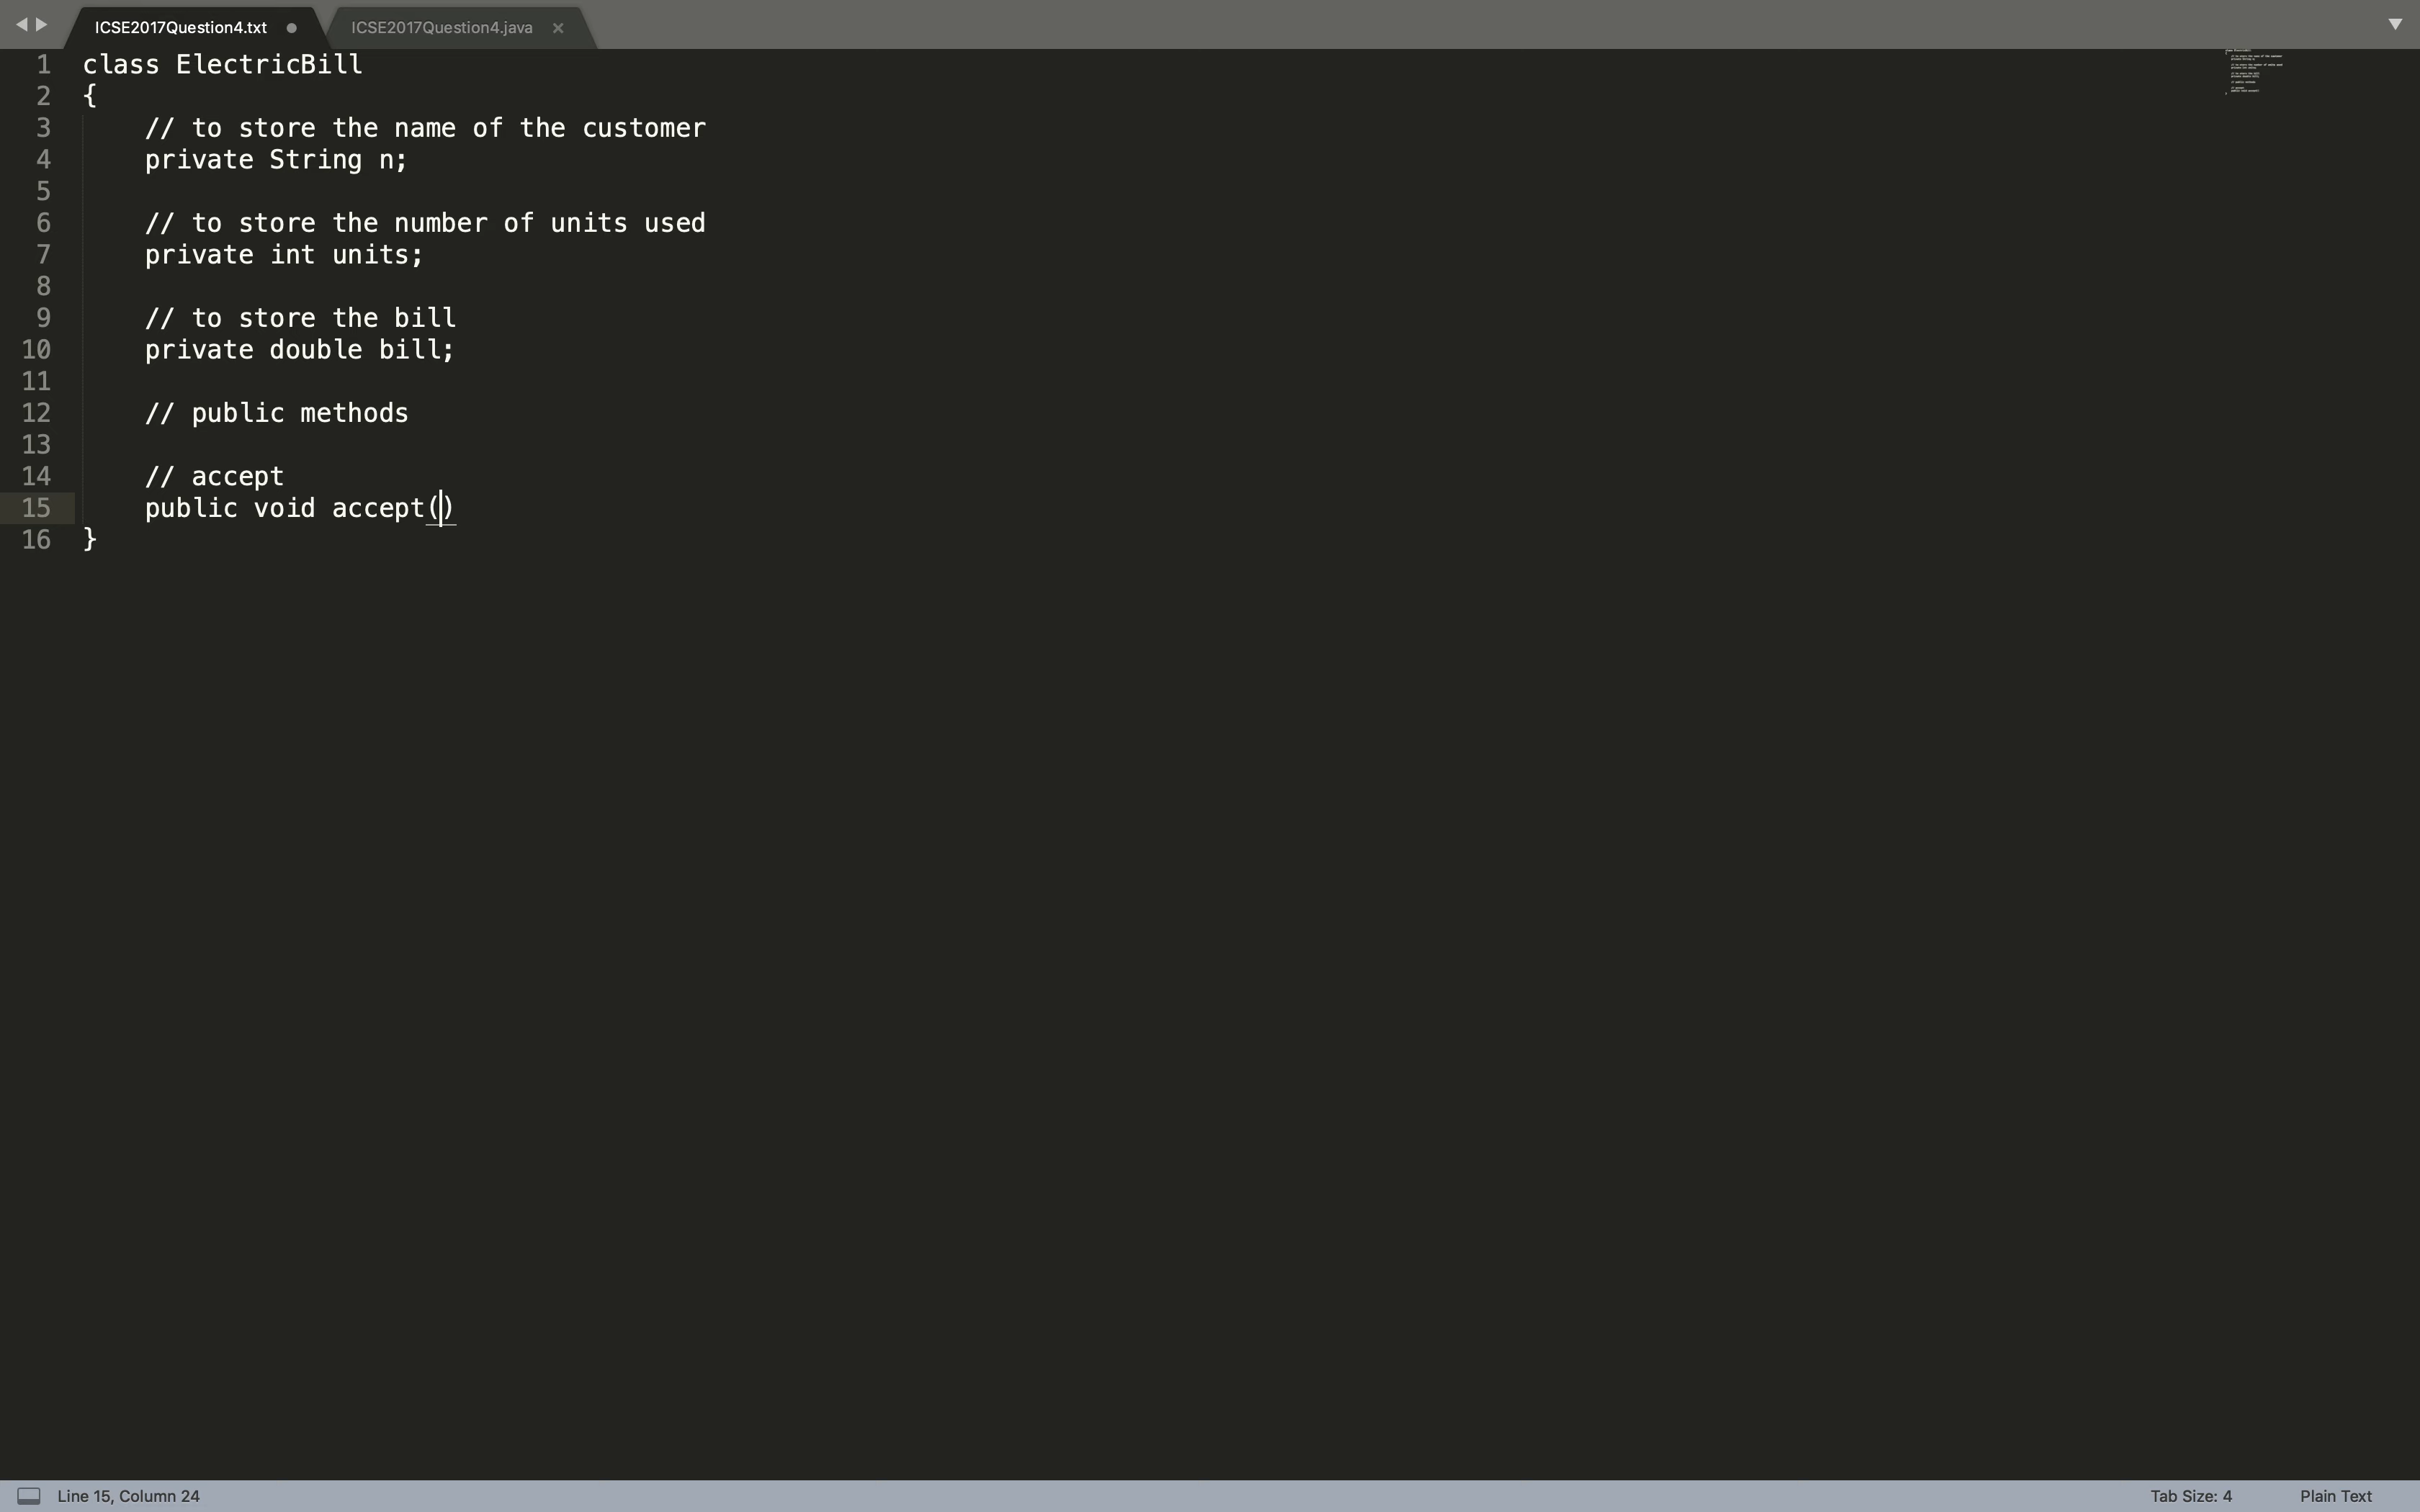 ICSE2017Question4.txt ICSE2017Question4.java
1 class ElectricBill
2 {
3     // to store the name of the customer
4     private String n;
5
6     // to store the number of units used
7     private int units;
8
9     // to store the bill
10     private double bill;
11
12     // public methods
13
14     // accept
15     public void accept()
16 }
Line 15, Column 24 Tab Size: 4 Plain Text